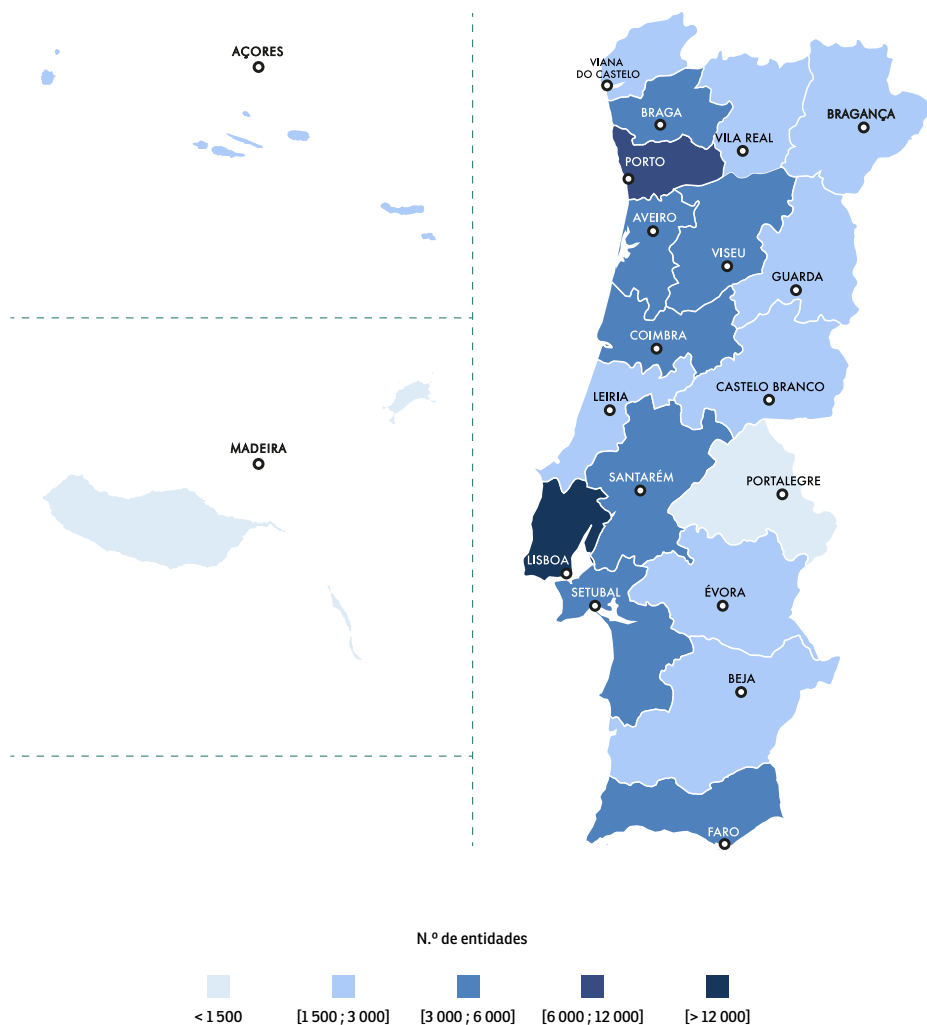 AÇORES
MADEIRA
VIANA
DO CASTELO
BRAGA
VILA REAL
BRAGANÇA
PORTO
AVEIRO
VISEU
GUARDA
COIMBRA
LEIRIA
CASTELO BRANCO
SANTARÉM
PORTALEGRE
LISBOA
SETUBAL
ÉVORA
BEJA
FARO
N.º de entidades
< 1 500
[1 500 ; 3 000]
[3 000 ; 6 000]
[6 000 ; 12 000]
[> 12 000]